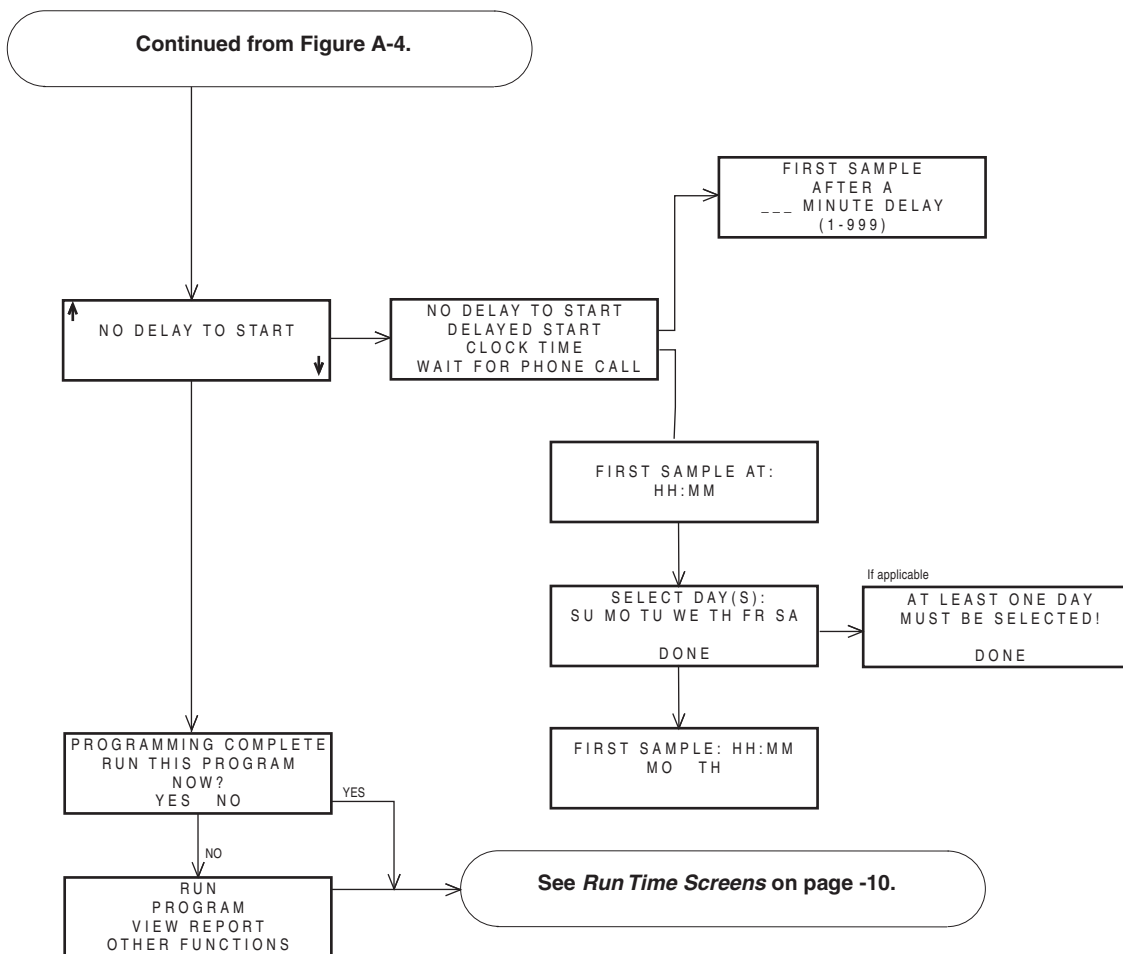 Continued from Figure A-4.
FIRST SAMPLE
AFTER A
___ MINUTE DELAY
(1-999)
NO DELAY TO START
NO DELAY TO START
DELAYED START
CLOCK TIME
WAIT FOR PHONE CALL
FIRST SAMPLE AT:
HH:MM
SELECT DAY(S):
SU MO TU WE TH FR SA
DONE
If applicable
AT LEAST ONE DAY
MUST BE SELECTED!
DONE
FIRST SAMPLE: HH:MM
MO TH
PROGRAMMING COMPLETE
RUN THIS PROGRAM
NOW?
YES NO
YES
NO
RUN
PROGRAM
VIEW REPORT
OTHER FUNCTIONS
See Run Time Screens on page -10.